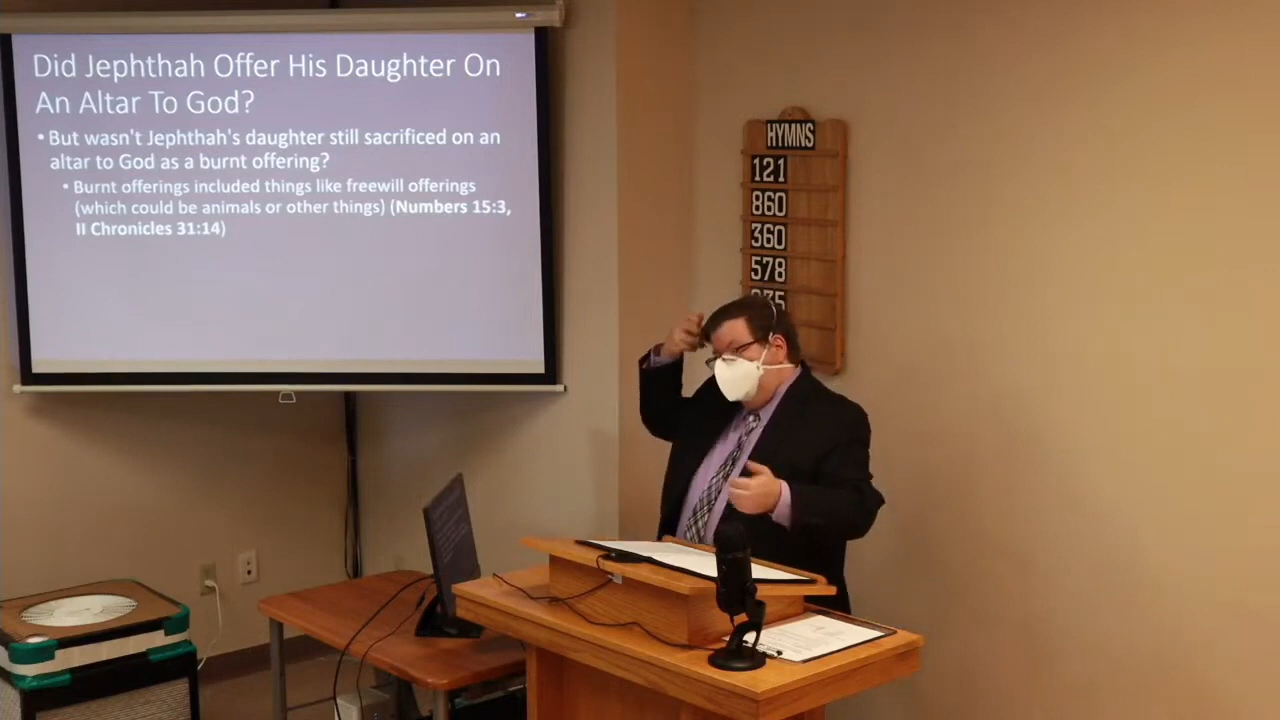 Did Jephthah Offer His Daughter On
An Altar To God?
• But wasn't Jephthah's daughter still sacrificed on an
altar to God as a burnt offering?
• Burnt offerings included things like freewill offerings
(which could be animals or other things) (Numbers 15:3,
II Chronicles 31:14)
HYMNS
121
860
360
578